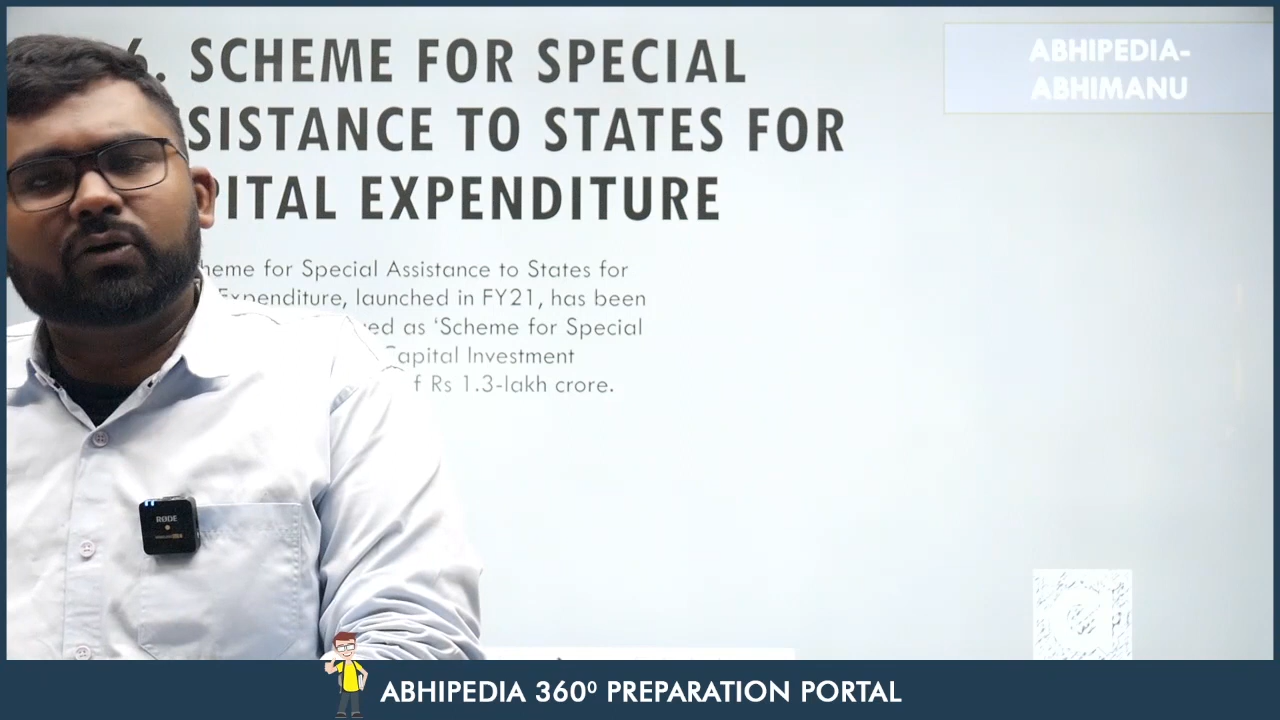 6. SCHEME FOR SPECIAL
SISTANCE TO STATES FOR
PITAL EXPENDITURE
heme for Special Assistance to States for
Expenditure, launched in FY21, has been
ed as ‘Scheme for Special
Capital Investment
f Rs 1.3-lakh crore.
ABHIPEDIA-
ABHIMANU
RØDE
ABHIPEDIA 360⁰ PREPARATION PORTAL